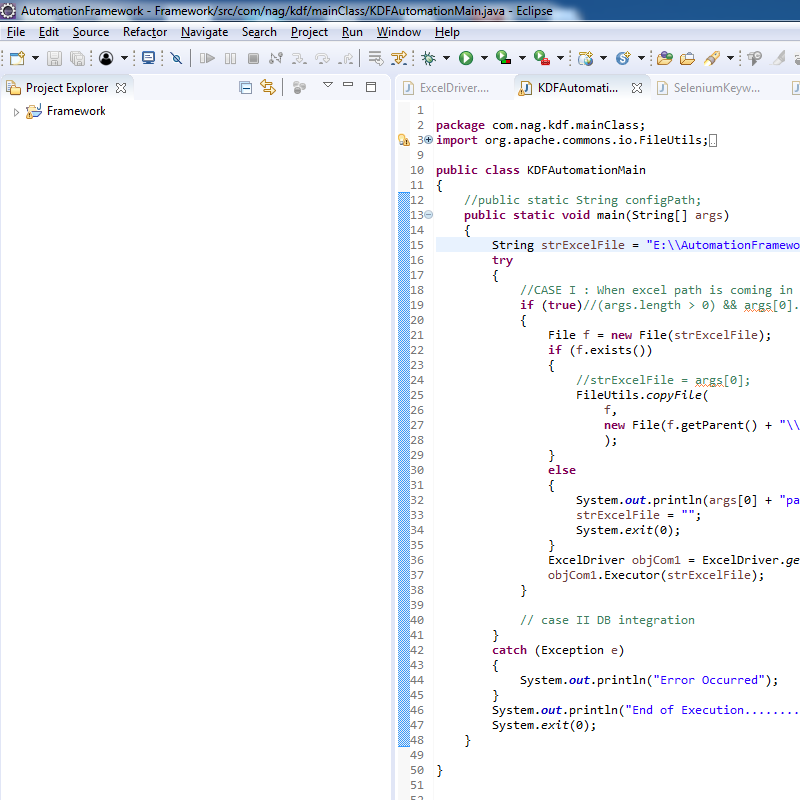 AutomationFramework - Framework/src/com/nag/kdf/mainClass/KDFAutomationMain.java - Eclipse
File Edit Source Refactor Navigate Search Project Run Window Help
Project Explorer
Framework
ExcelDriver.... KDFAutomati... SeleniumKeyw...
1
2 package com.nag.kdf.mainClass;
3 import org.apache.commons.io.FileUtils;
9
10 public class KDFAutomationMain
11 {
12 //public static String configPath;
13 public static void main(String[] args)
14 {
15 String strExcelFile = "E:\\AutomationFramewo
16 try
17 {
18 //CASE I : When excel path is coming in
19 if (true)//(args.length > 0) && args[0].
20 {
21 File f = new File(strExcelFile);
22 if (f.exists())
23 {
24 //strExcelFile = args[0];
25 FileUtils.copyFile(
26 f,
27 new File(f.getParent() + "\\
28 );
29 }
30 else
31 {
32 System.out.println(args[0] + "pa
33 strExcelFile = "";
34 System.exit(0);
35 }
36 ExcelDriver objCom1 = ExcelDriver.ge
37 objCom1.Executor(strExcelFile);
38 }
39
40 // case II DB integration
41 }
42 catch (Exception e)
43 {
44 System.out.println("Error Occurred");
45 }
46 System.out.println("End of Execution........
47 System.exit(0);
48 }
49
50 }
51